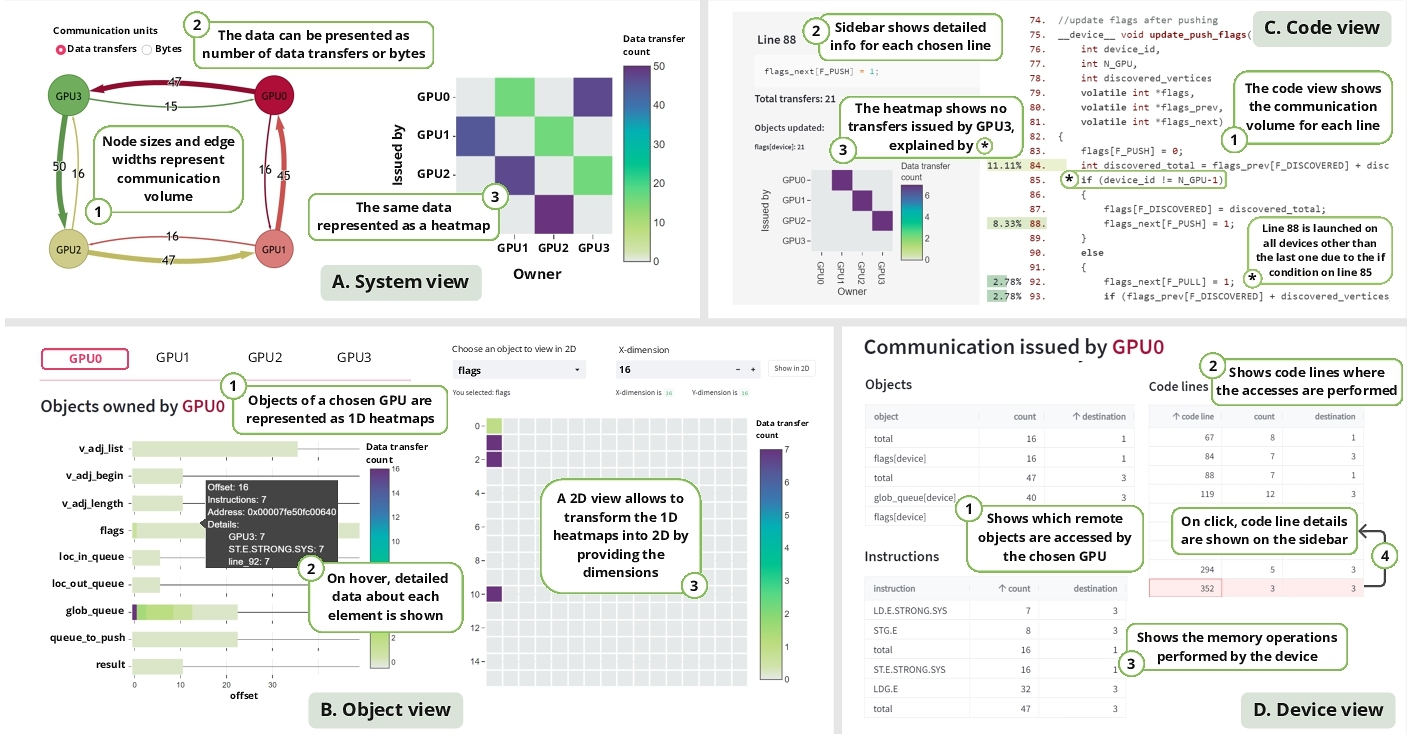 Communication units
Data transfers
Bytes
2
The data can be presented as
number of data transfers or bytes
GPU3
47
GPU0
15
50
16
16
45
Node sizes and edge
widths represent
communication
volume
1
GPU2
16
GPU1
47
Data transfer
count
50
40
30
20
10
0
GPU0
GPU1
GPU2
Issued by
3
The same data
represented as a heatmap
GPU1
GPU2
GPU3
Owner
A. System view
Line 88
2
Sidebar shows detailed
info for each chosen line
flags_next[F_PUSH] = 1;
Total transfers: 21
Objects updated:
flags[device]: 21
The heatmap shows no
transfers issued by GPU3,
explained by *
3
Data transfer
count
6
4
2
0
Issued by
GPU0
GPU1
GPU2
GPU3
GPU0
GPU1
GPU2
GPU3
Owner
C. Code view
74. //update flags after pushing
75. __device__ void update_push_flags(
76. int device_id,
77. int N_GPU,
78. int discovered_vertices
79. volatile int *flags,
80. volatile int *flags_prev,
81. volatile int *flags_next)
82. {
83. flags[F_PUSH] = 0;
11.11% 84. int discovered_total = flags_prev[F_DISCOVERED] + disc
85. * if (device_id != N_GPU-1)
86. {
87. flags[F_DISCOVERED] = discovered_total;
8.33% 88. flags_next[F_PUSH] = 1;
89. }
90. else
91. {
2.78% 92. flags_next[F_PULL] = 1;
2.78% 93. if (flags_prev[F_DISCOVERED] + discovered_vertices
The code view shows
the communication
volume for each line
1
Line 88 is launched on
all devices other than
the last one due to the if
condition on line 85
*
GPU0
GPU1
GPU2
GPU3
Objects owned by GPU0
1
Objects of a chosen GPU are
represented as 1D heatmaps
v_adj_list
v_adj_begin
v_adj_length
flags
loc_in_queue
loc_out_queue
glob_queue
queue_to_push
result
0
10
20
30
offset
Data transfer
count
16
10
2
0
Offset: 16
Instructions: 7
Address: 0x00007fe50fc00640
Details:
GPU3: 7
ST.E.STRONG.SYS: 7
line_92: 7
2
On hover, detailed
data about each
element is shown
B. Object view
Choose an object to view in 2D
flags
You selected: flags
X-dimension
16
- +
Show in 2D
X-dimension is 16
Y-dimension is 16
0
2
4
6
8
10
12
14
A 2D view allows to
transform the 1D
heatmaps into 2D by
providing the
dimensions
3
Data transfer
count
7
6
5
4
3
2
1
0
Communication issued by GPU0
Objects
object count ↑ destination
total 16 1
flags[device] 16 1
total 47 3
glob_queue[device] 40 3
flags[device] 3
1
Shows which remote
objects are accessed by
the chosen GPU
Instructions
instruction ↑ count destination
LD.E.STRONG.SYS 7 3
STG.E 8 3
total 16 1
ST.E.STRONG.SYS 16 1
LDG.E 32 3
total 47 3
2
Shows code lines where
the accesses are performed
Code lines
↑ code line count destination
67 8 1
84 7 3
88 7 1
119 12 3
294 5 3
352 3 3
On click, code line details
are shown on the sidebar
4
Shows the memory operations
performed by the device
3
D. Device view